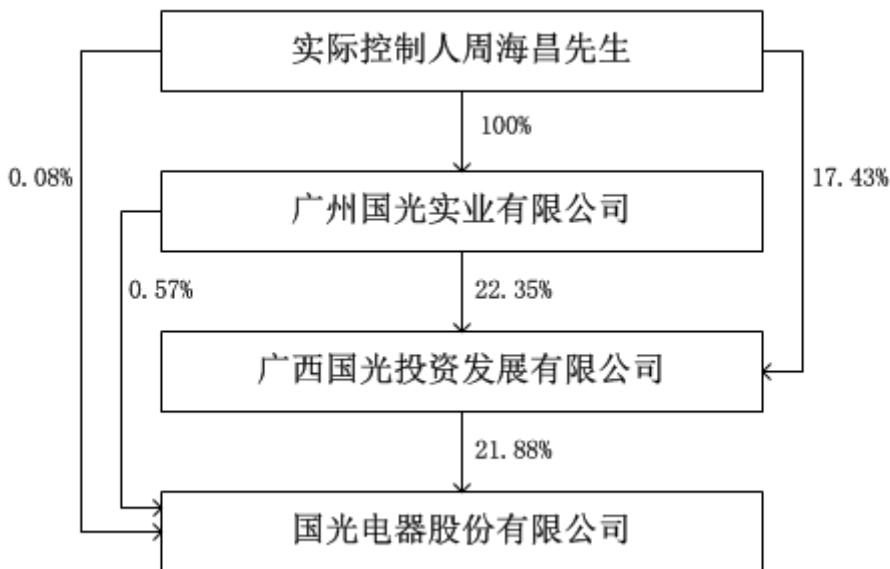 实际控制人周海昌先生
100%
0.08%
17.43%
广州国光实业有限公司
0.57%
22.35%
广西国光投资发展有限公司
21.88%
国光电器股份有限公司